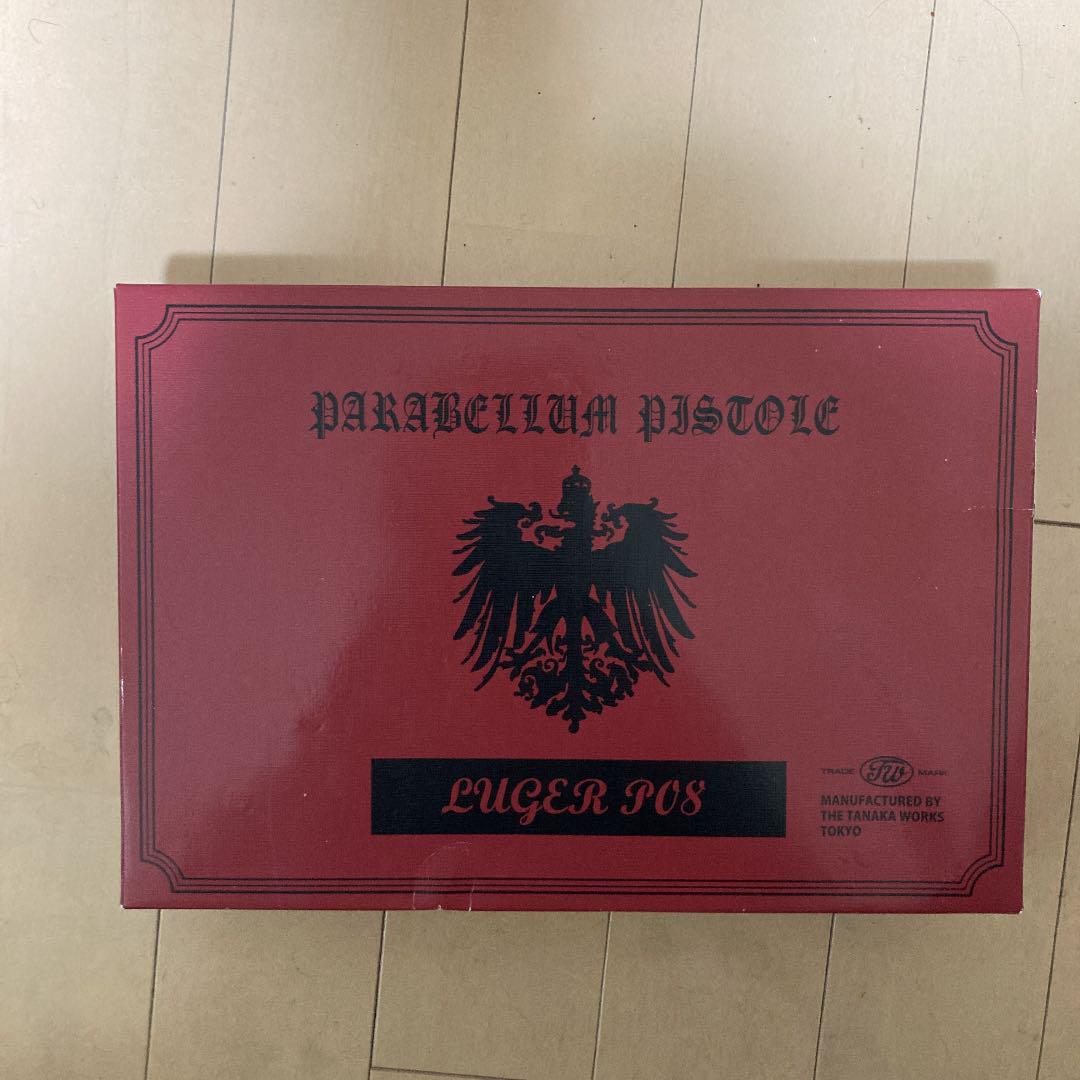 PARABELLUM PISTOLE
LUGER P08
TRADE TW MARK
MANUFACTURED BY
THE TANAKA WORKS
TOKYO